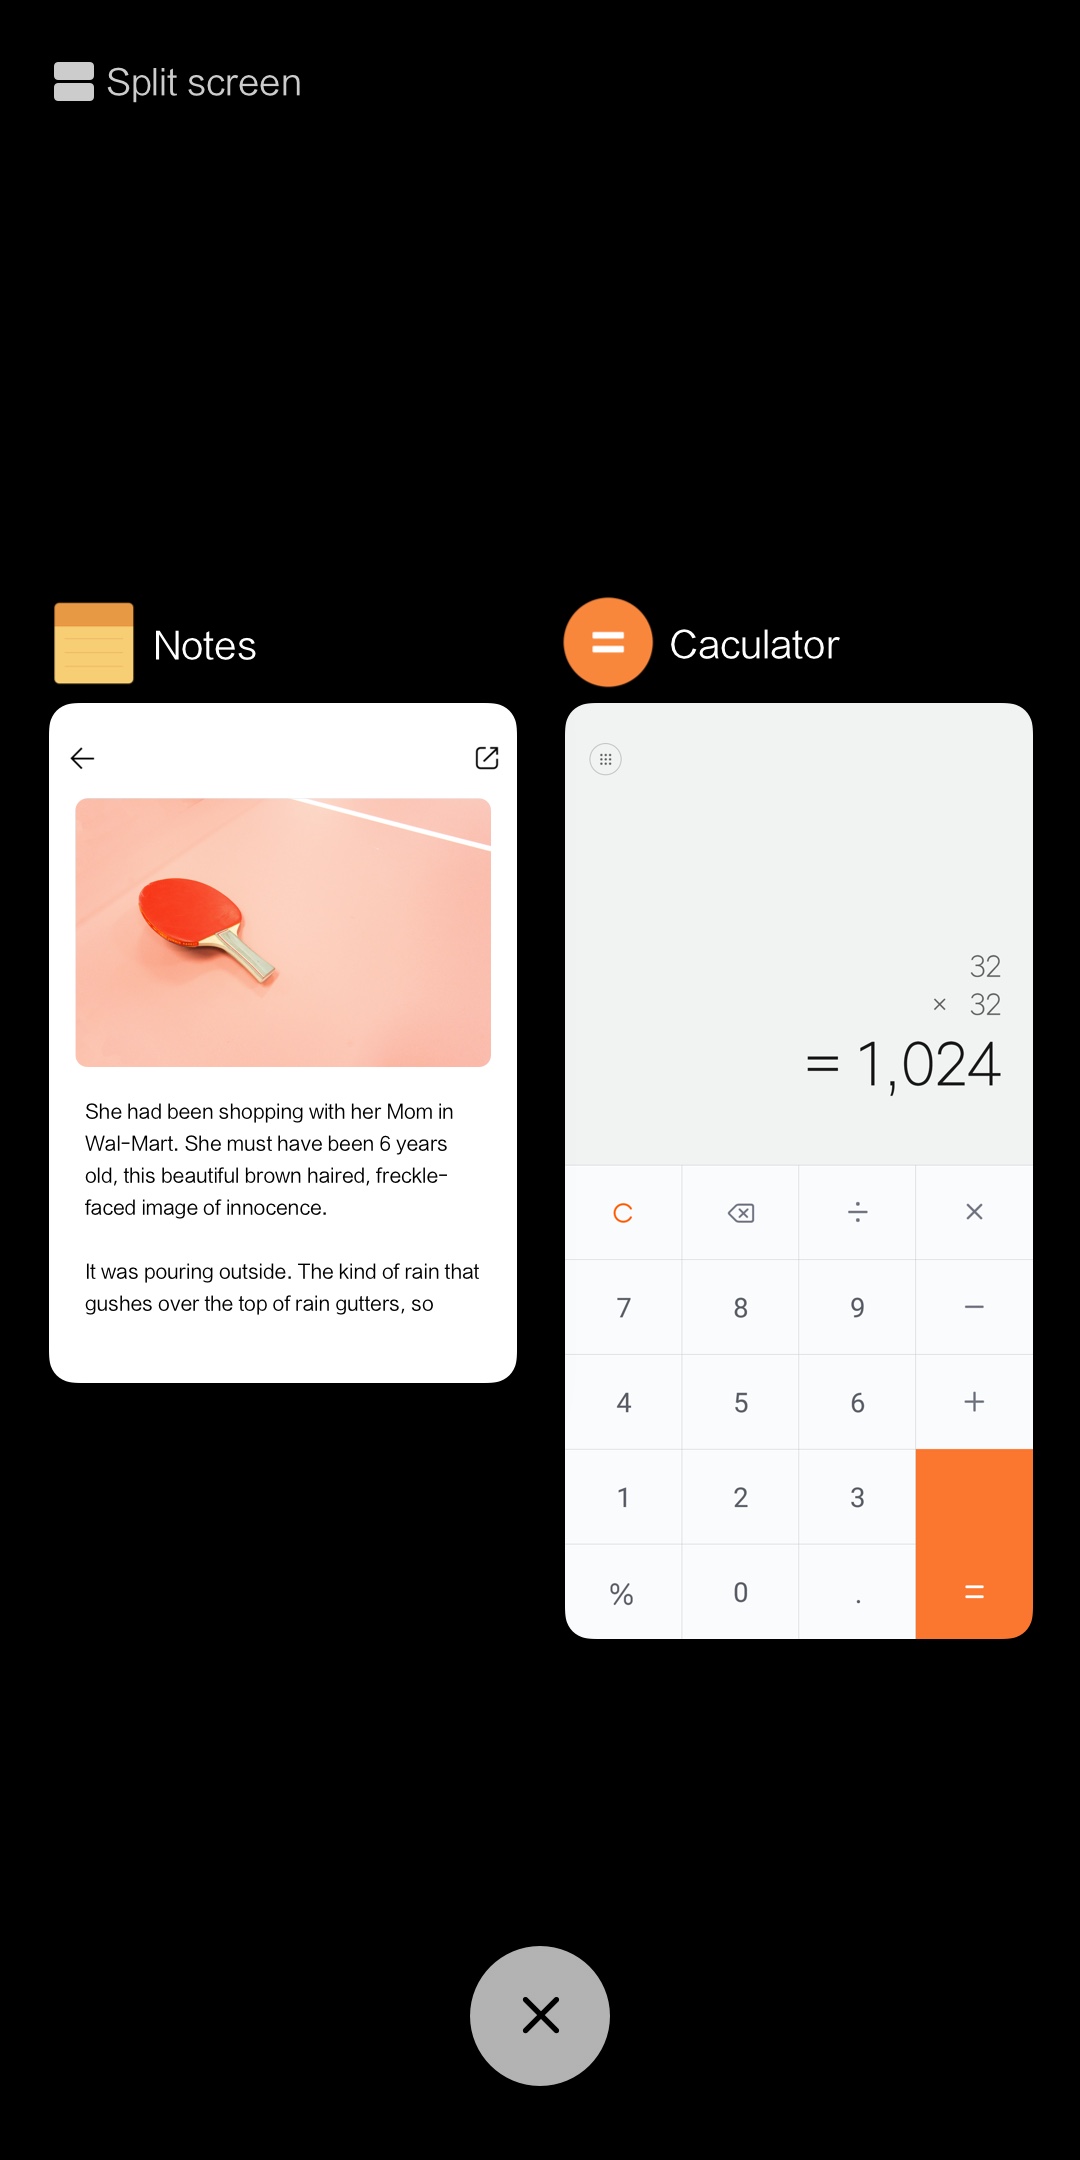 Split screen
Notes
Caculator
She had been shopping with her Mom in
Wal-Mart. She must have been 6 years
old, this beautiful brown haired, freckle-
faced image of innocence.
It was pouring outside. The kind of rain that
gushes over the top of rain gutters, so
32
× 32
= 1,024
C ÷ ×
7 8 9 −
4 5 6 +
1 2 3
% 0 . =